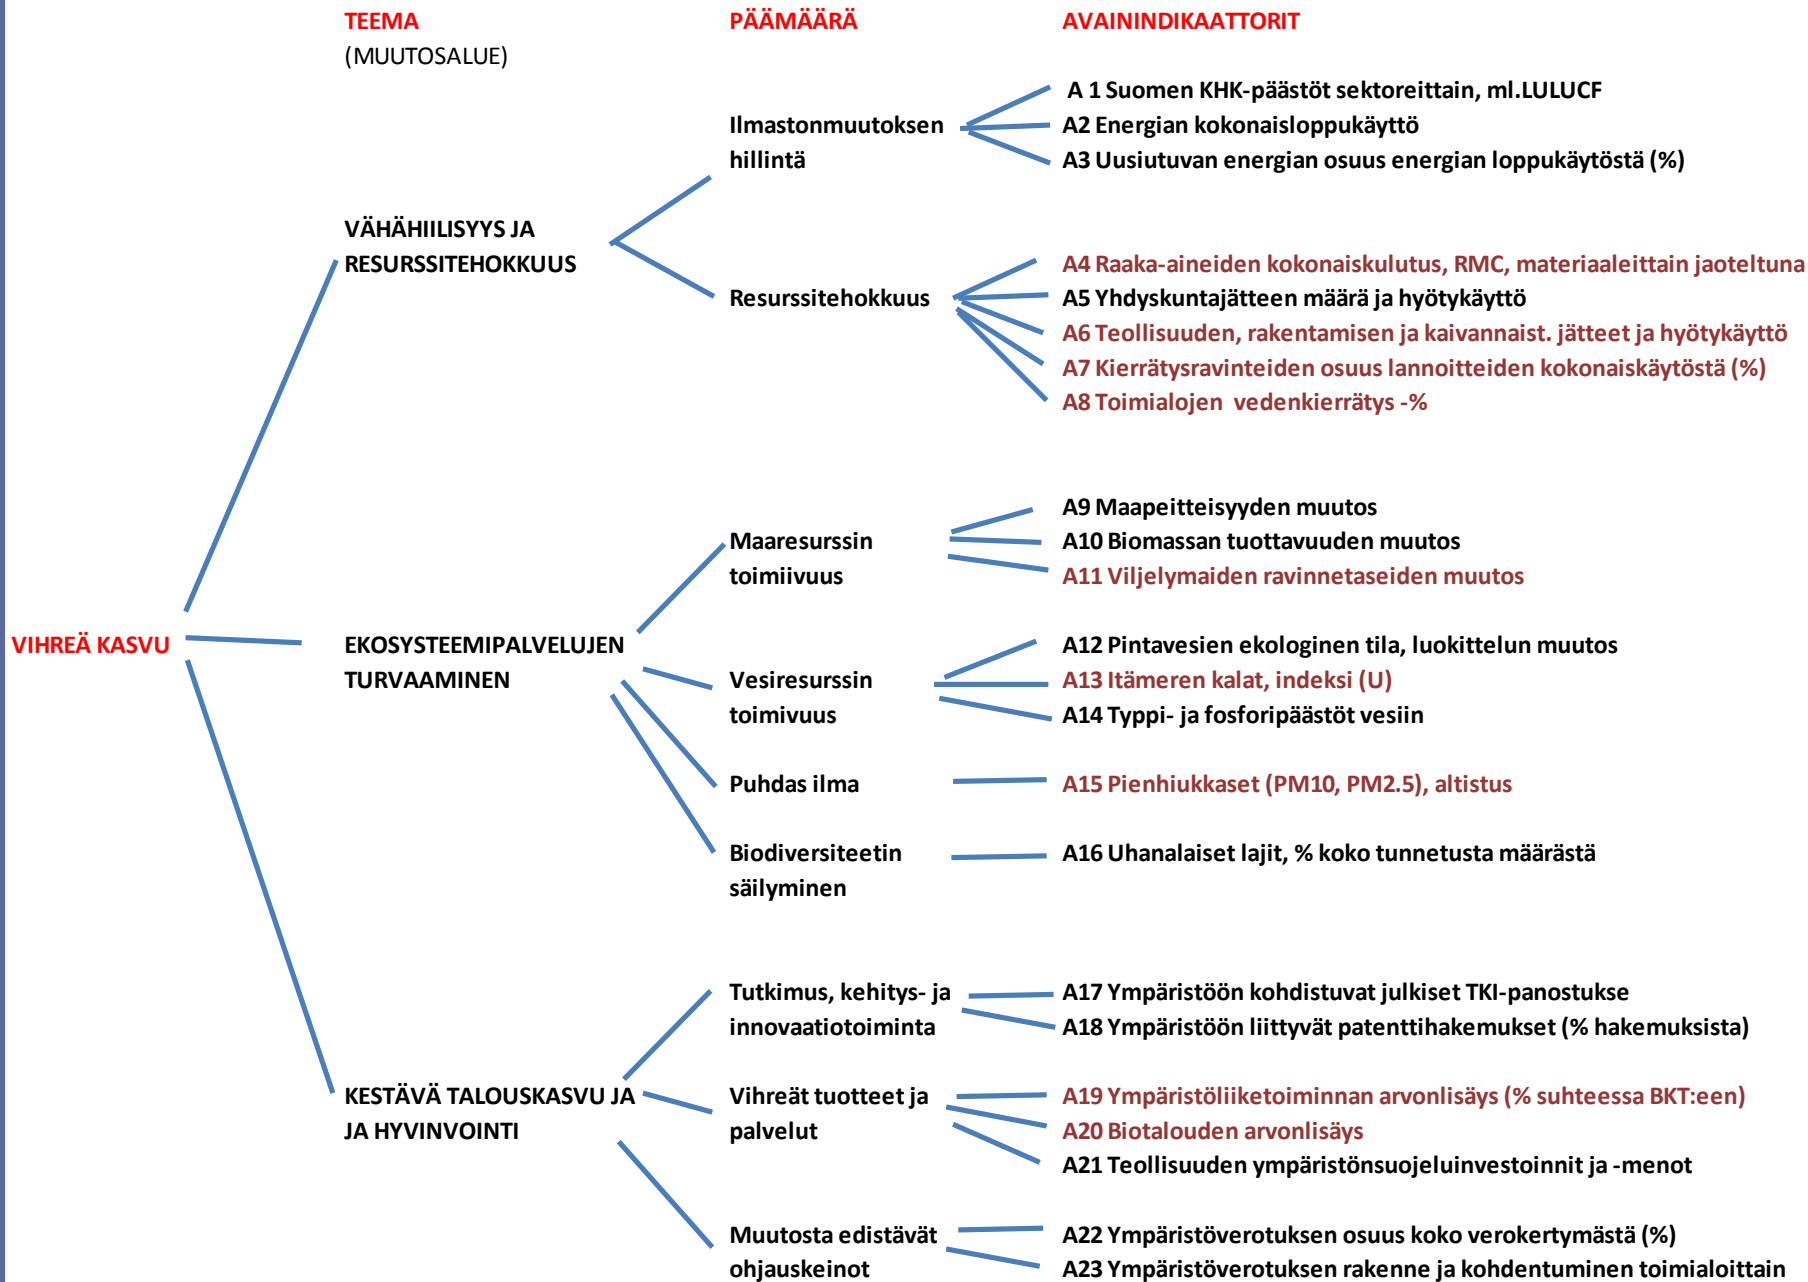 TEEMA
(MUUTOSALUE)
PÄÄMÄÄRÄ
AVAININDIKAATTORIT
VIHREÄ KASVU
VÄHÄHIILISYYS JA
RESURSSITEHOKKUUS
Ilmastonmuutoksen
hillintä
A 1 Suomen KHK-päästöt sektoreittain, ml.LULUCF
A2 Energian kokonaisloppukäyttö
A3 Uusiutuvan energian osuus energian loppukäytöstä (%)
Resurssitehokkuus
A4 Raaka-aineiden kokonaiskulutus, RMC, materiaaleittain jaoteltuna
A5 Yhdyskuntajätteen määrä ja hyötykäyttö
A6 Teollisuuden, rakentamisen ja kaivannaist. jätteet ja hyötykäyttö
A7 Kierrätysravinteiden osuus lannoitteiden kokonaiskäytöstä (%)
A8 Toimialojen vedenkierrätys -%
EKOSYSTEEMIPALVELUJEN
TURVAAMINEN
Maaresurssin
toimiivuus
A9 Maapeitteisyyden muutos
A10 Biomassan tuottavuuden muutos
A11 Viljelymaiden ravinnetaseiden muutos
Vesiresurssin
toimivuus
A12 Pintavesien ekologinen tila, luokittelun muutos
A13 Itämeren kalat, indeksi (U)
A14 Typpi- ja fosforipäästöt vesiin
Puhdas ilma
A15 Pienhiukkaset (PM10, PM2.5), altistus
Biodiversiteetin
säilyminen
A16 Uhanalaiset lajit, % koko tunnetusta määrästä
KESTÄVÄ TALOUSKASVU JA
JA HYVINVOINTI
Tutkimus, kehitys- ja
innovaatiotoiminta
A17 Ympäristöön kohdistuvat julkiset TKI-panostukse
A18 Ympäristöön liittyvät patenttihakemukset (% hakemuksista)
Vihreät tuotteet ja
palvelut
A19 Ympäristöliiketoiminnan arvonlisäys (% suhteessa BKT:een)
A20 Biotalouden arvonlisäys
A21 Teollisuuden ympäristönsuojeluinvestoinnit ja -menot
Muutosta edistävät
ohjauskeinot
A22 Ympäristöverotuksen osuus koko verokertymästä (%)
A23 Ympäristöverotuksen rakenne ja kohdentuminen toimialoittain